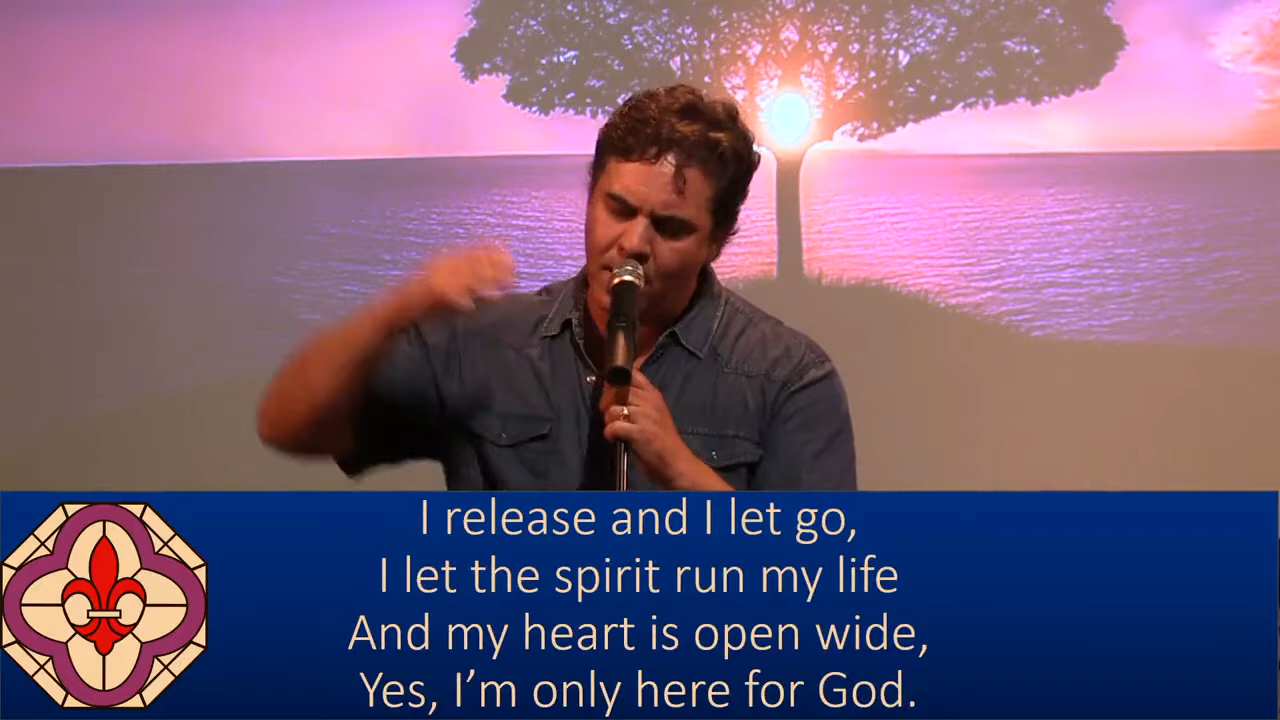 I release and I let go,
I let the spirit run my life
And my heart is open wide,
Yes, I’m only here for God.